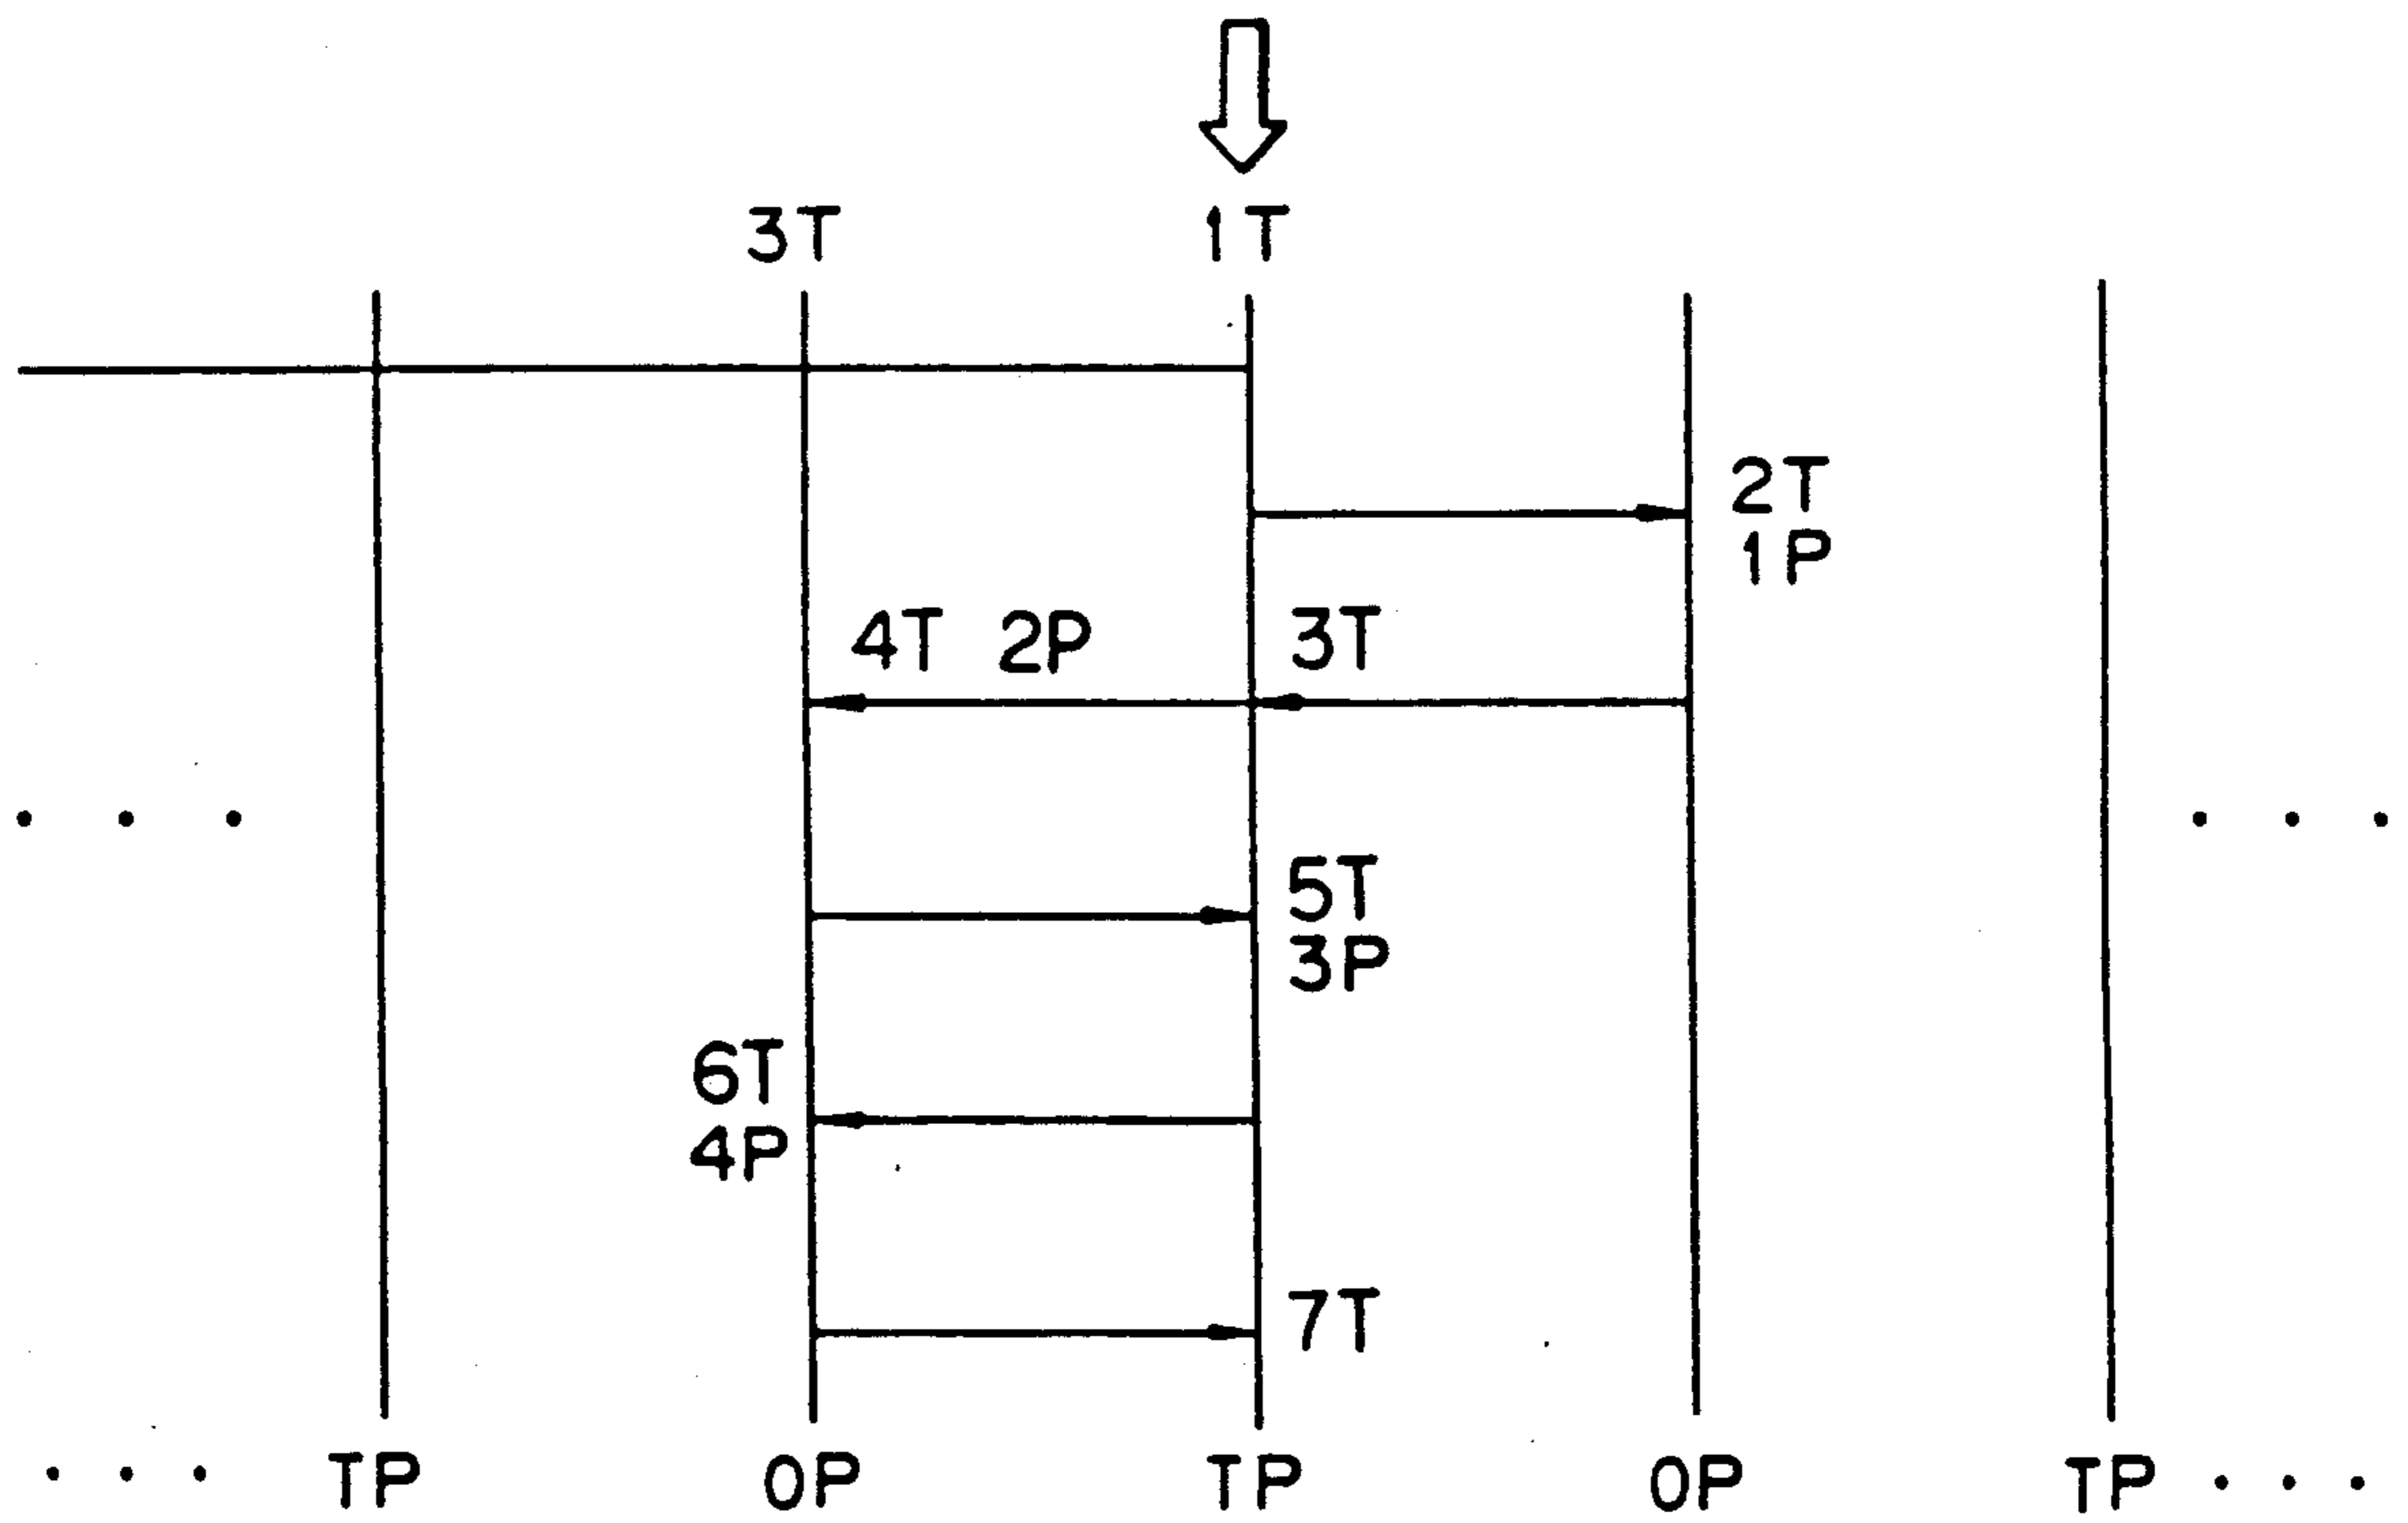 3T 1T
2T
1P
4T 2P 3T
5T
3P
6T
4P
7T
. . . TP OP TP OP TP . . .